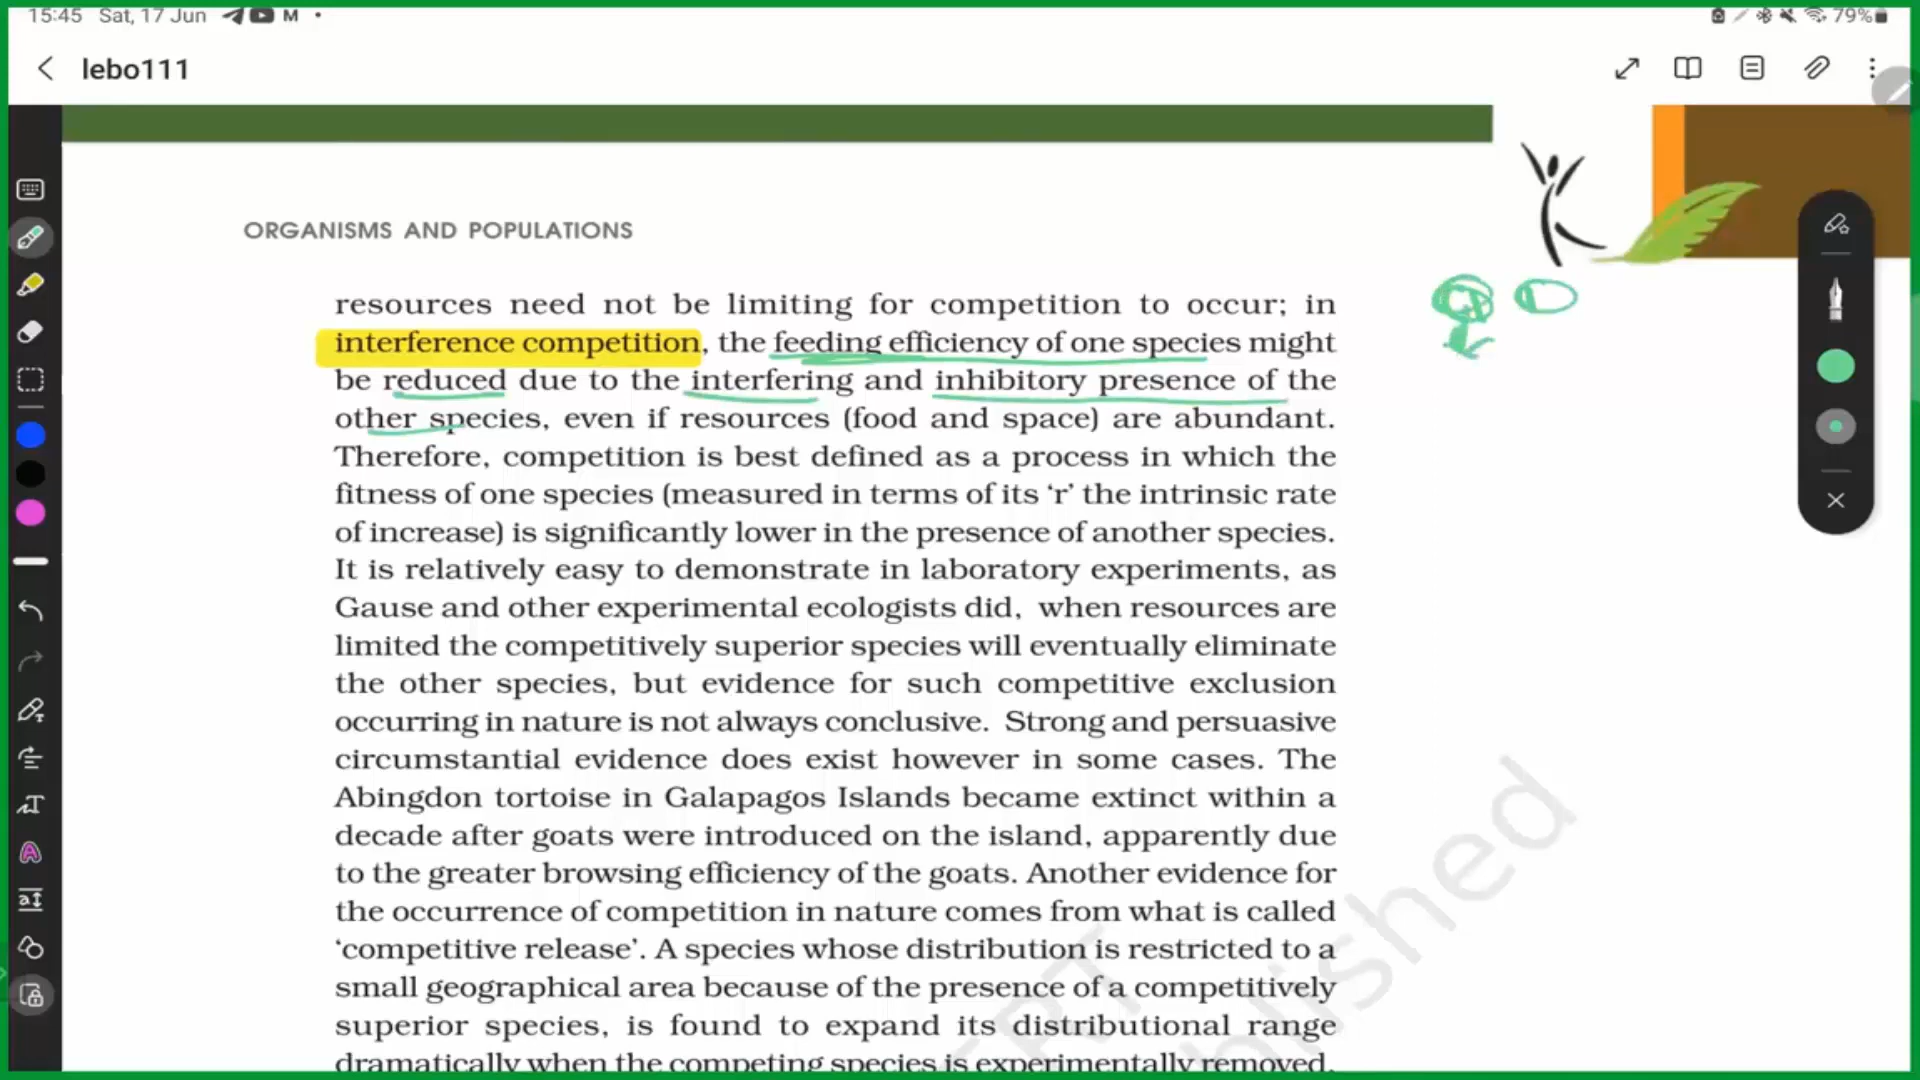 15:45 Sat, 17 Jun M 79%
lebo111
ORGANISMS AND POPULATIONS
resources need not be limiting for competition to occur; in
interference competition, the feeding efficiency of one species might
be reduced due to the interfering and inhibitory presence of the
other species, even if resources (food and space) are abundant.
Therefore, competition is best defined as a process in which the
fitness of one species (measured in terms of its ‘r’ the intrinsic rate
of increase) is significantly lower in the presence of another species.
It is relatively easy to demonstrate in laboratory experiments, as
Gause and other experimental ecologists did, when resources are
limited the competitively superior species will eventually eliminate
the other species, but evidence for such competitive exclusion
occurring in nature is not always conclusive. Strong and persuasive
circumstantial evidence does exist however in some cases. The
Abingdon tortoise in Galapagos Islands became extinct within a
decade after goats were introduced on the island, apparently due
to the greater browsing efficiency of the goats. Another evidence for
the occurrence of competition in nature comes from what is called
‘competitive release’. A species whose distribution is restricted to a
small geographical area because of the presence of a competitively
superior species, is found to expand its distributional range
dramatically when the competing species is experimentally removed.